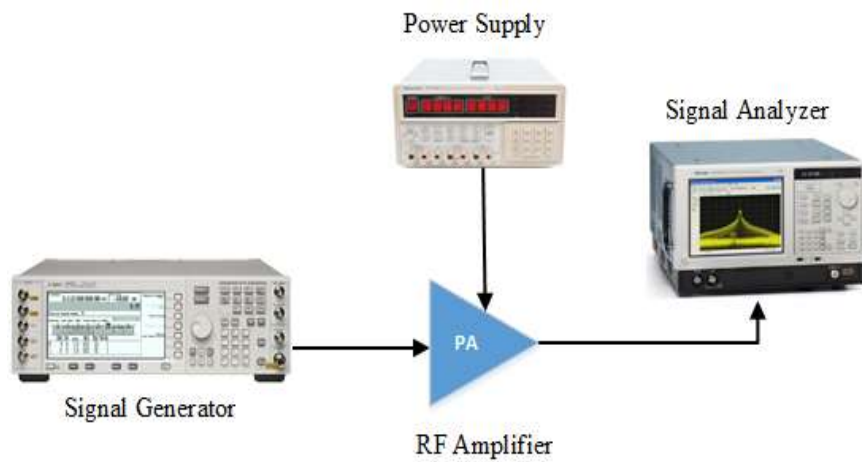 Power Supply
Signal Analyzer
PA
Signal Generator
RF Amplifier